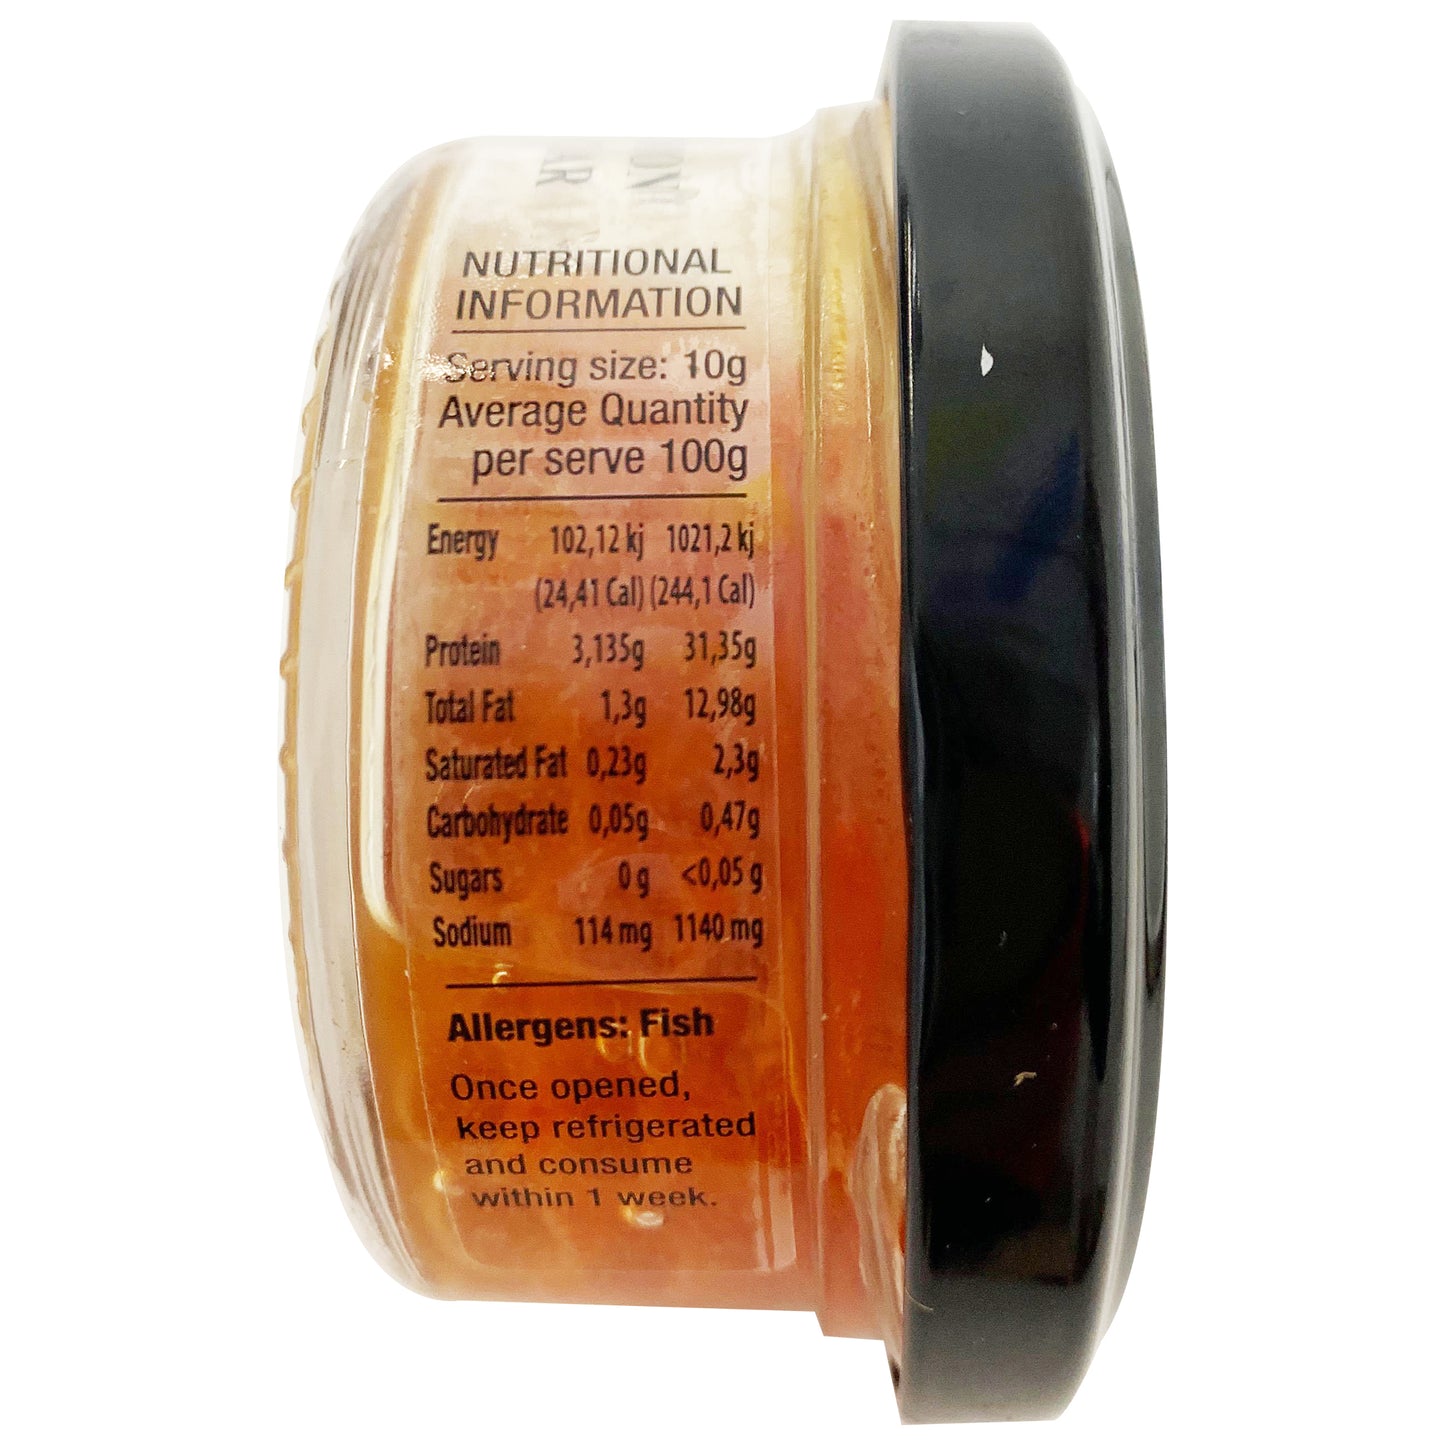 NUTRITIONAL
INFORMATION
Serving size: 10g
Average Quantity
per serve 100g
Energy 102,12 kj 1021,2 kj
(24,41 Cal) (244,1 Cal)
Protein 3,135g 31,35g
Total Fat 1,3g 12,98g
Saturated Fat 0,23g 2,3g
Carbohydrate 0,05g 0,47g
Sugars 0 g <0,05 g
Sodium 114 mg 1140 mg
Allergens: Fish
Once opened,
keep refrigerated
and consume
within 1 week.